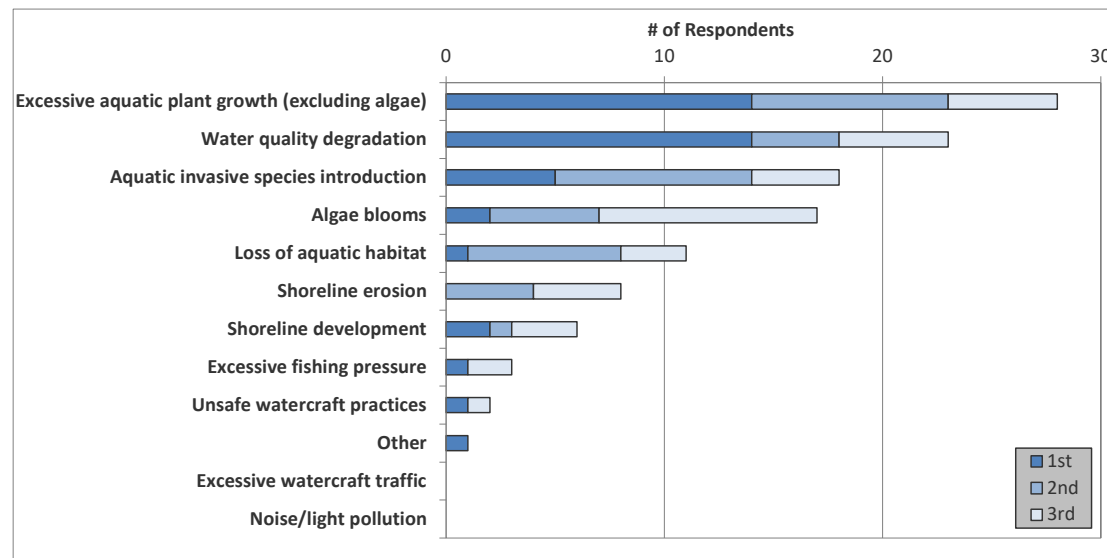 # of Respondents
0 10 20 30
Excessive aquatic plant growth (excluding algae)
Water quality degradation
Aquatic invasive species introduction
Algae blooms
Loss of aquatic habitat
Shoreline erosion
Shoreline development
Excessive fishing pressure
Unsafe watercraft practices
Other
Excessive watercraft traffic
Noise/light pollution
1st
2nd
3rd